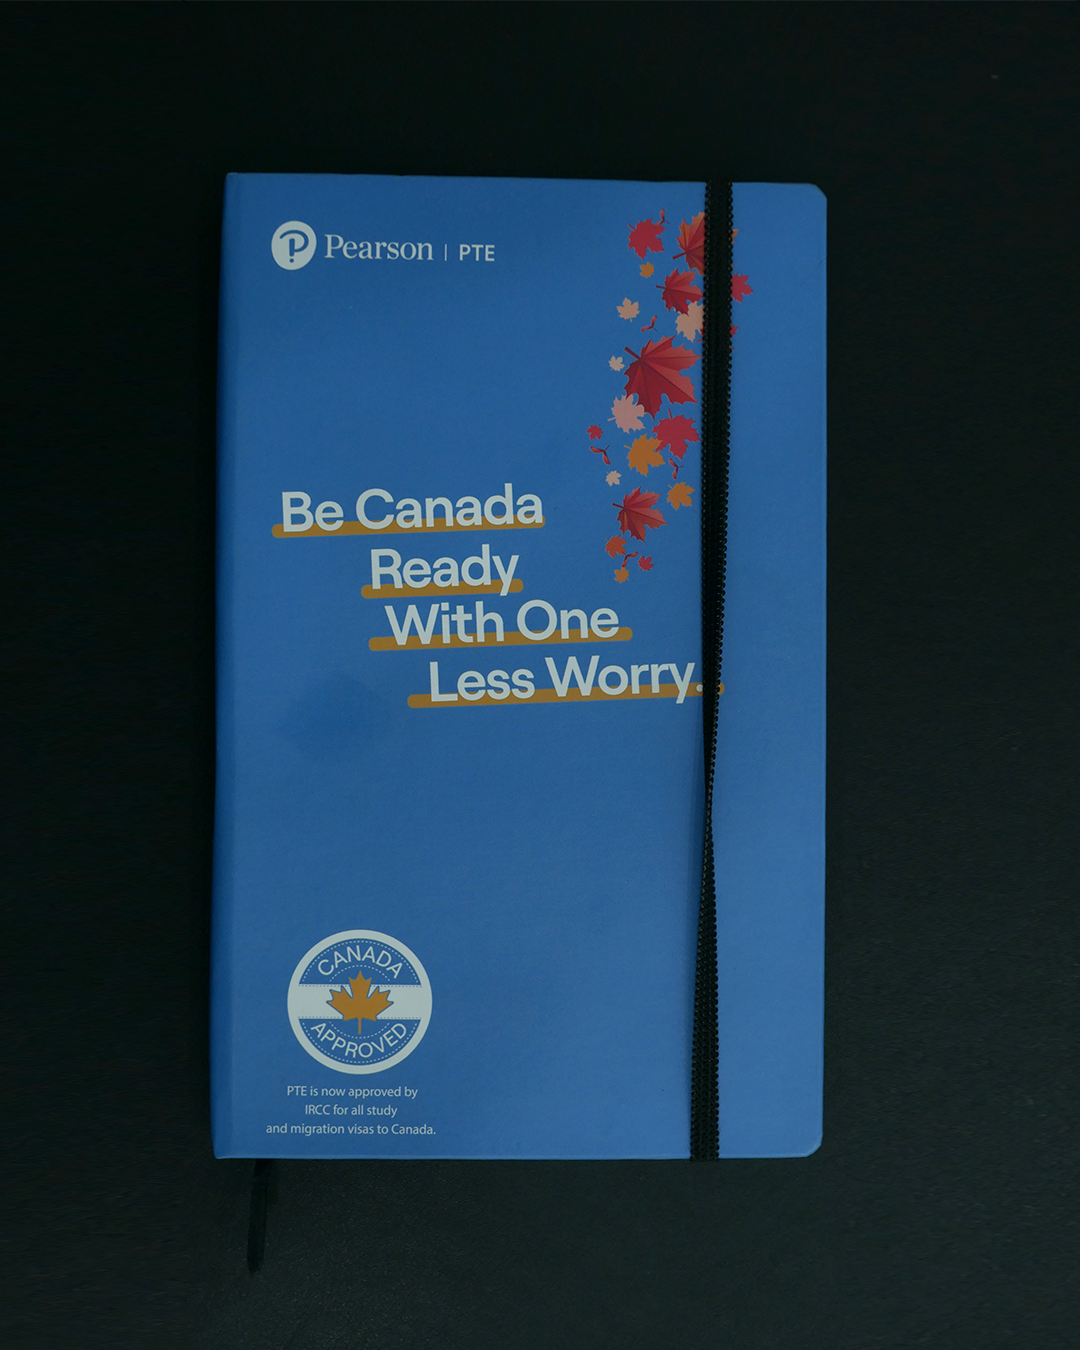 Pearson | PTE
Be Canada
Ready
With One
Less Worry.
CANADA
APPROVED
PTE is now approved by
IRCC for all study
and migration visas to Canada.